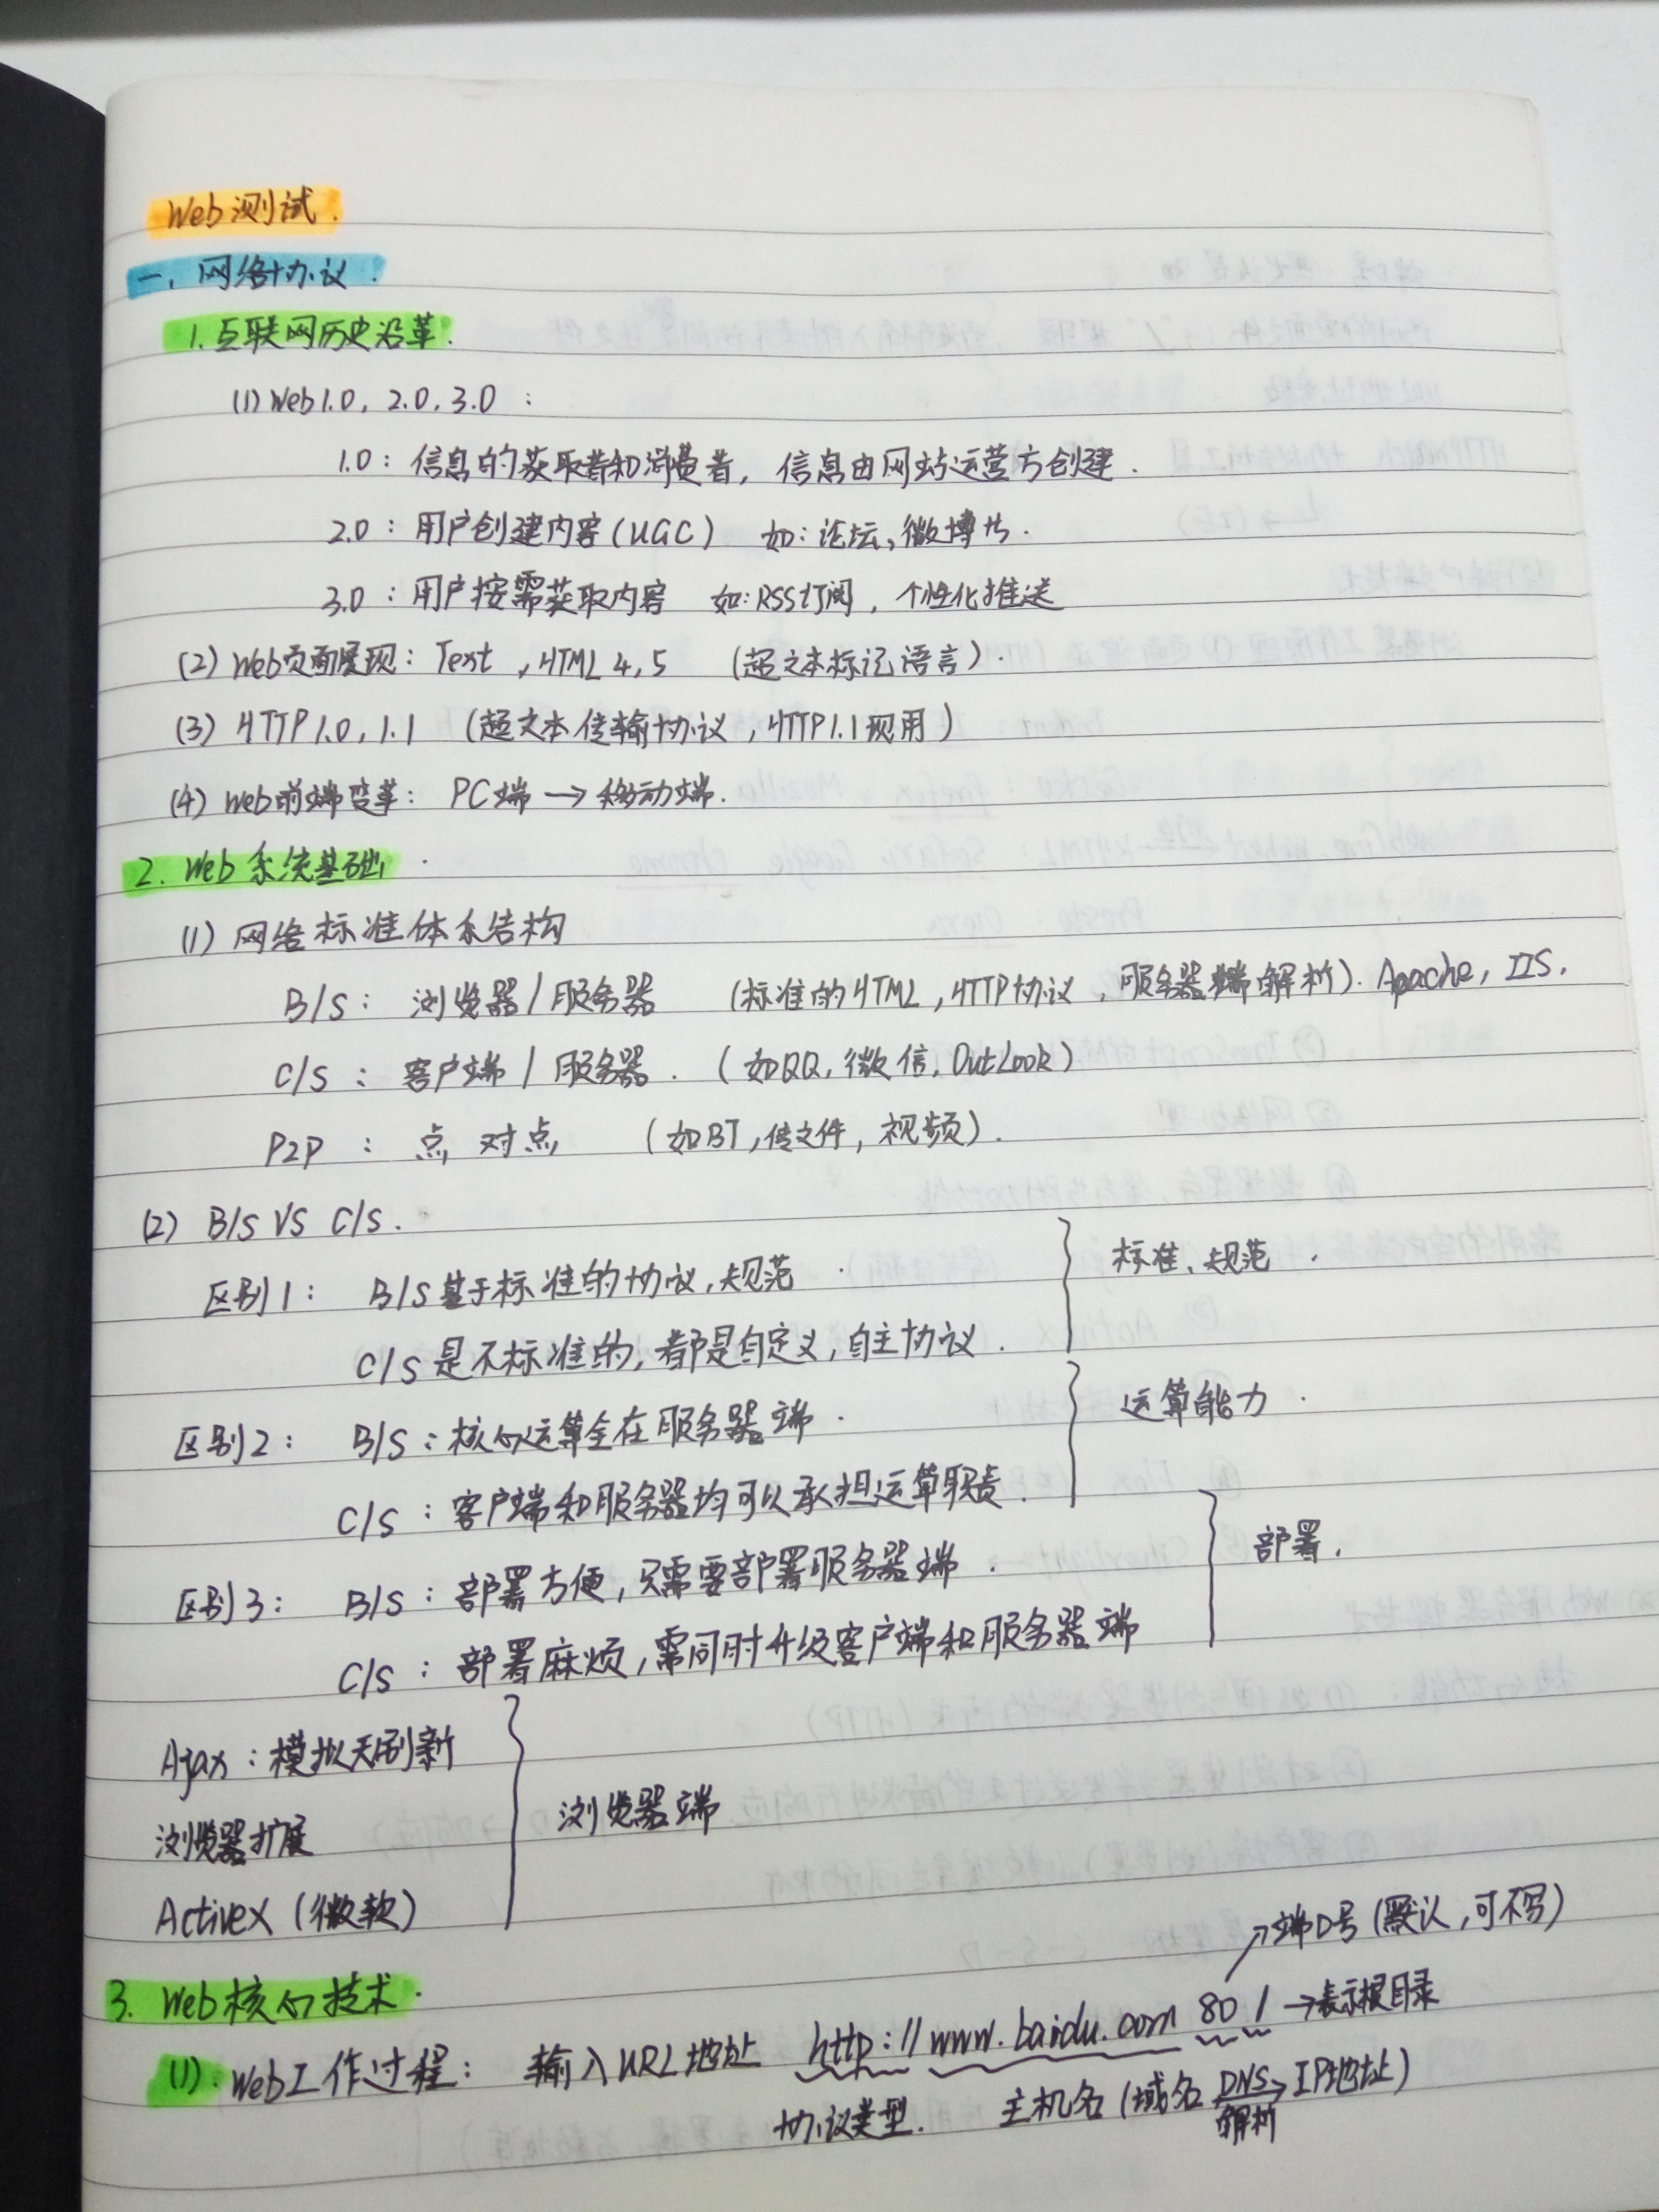 Web测试.
一、网络协议.
1.互联网历史沿革.
(1) Web1.0, 2.0, 3.0 :
1.0: 信息的获取者和消费者, 信息由网站运营方创建.
2.0: 用户创建内容(UGC) 如: 论坛, 微博等.
3.0: 用户按需获取内容 如: RSS订阅, 个性化推送
(2) Web页面展现: Text, HTML 4, 5 (超文本标记语言).
(3) HTTP1.0, 1.1 (超文本传输协议, HTTP1.1现用)
(4) Web前端变革: PC端 → 移动端.
2. Web系统基础.
(1) 网络标准体系结构
B/S: 浏览器/服务器 (标准的HTML, HTTP协议, 服务器端解析). Apache, IIS.
C/S: 客户端/服务器. (如QQ, 微信, OutLook)
P2P: 点对点 (如BT, 传文件, 视频).
(2) B/S VS C/S.
区别1: B/S基于标准的协议, 规范
标准、规范.
C/S是不标准的, 都是自定义, 自主协议.
区别2: B/S: 核心运算全在服务器端.
运算能力.
C/S: 客户端和服务器均可以承担运算职责.
区别3: B/S: 部署方便, 只需要部署服务器端.
部署.
C/S: 部署麻烦, 需同时升级客户端和服务器端
Ajax: 模拟无刷新
浏览器扩展
浏览器端
ActiveX (微软)
→端口号(默认, 可不写)
3. Web核心技术.
(1). Web工作过程: 输入URL地址 http://www.baidu.com 80 / →表示根目录
协议类型. 主机名(域名 DNS解析→ IP地址)